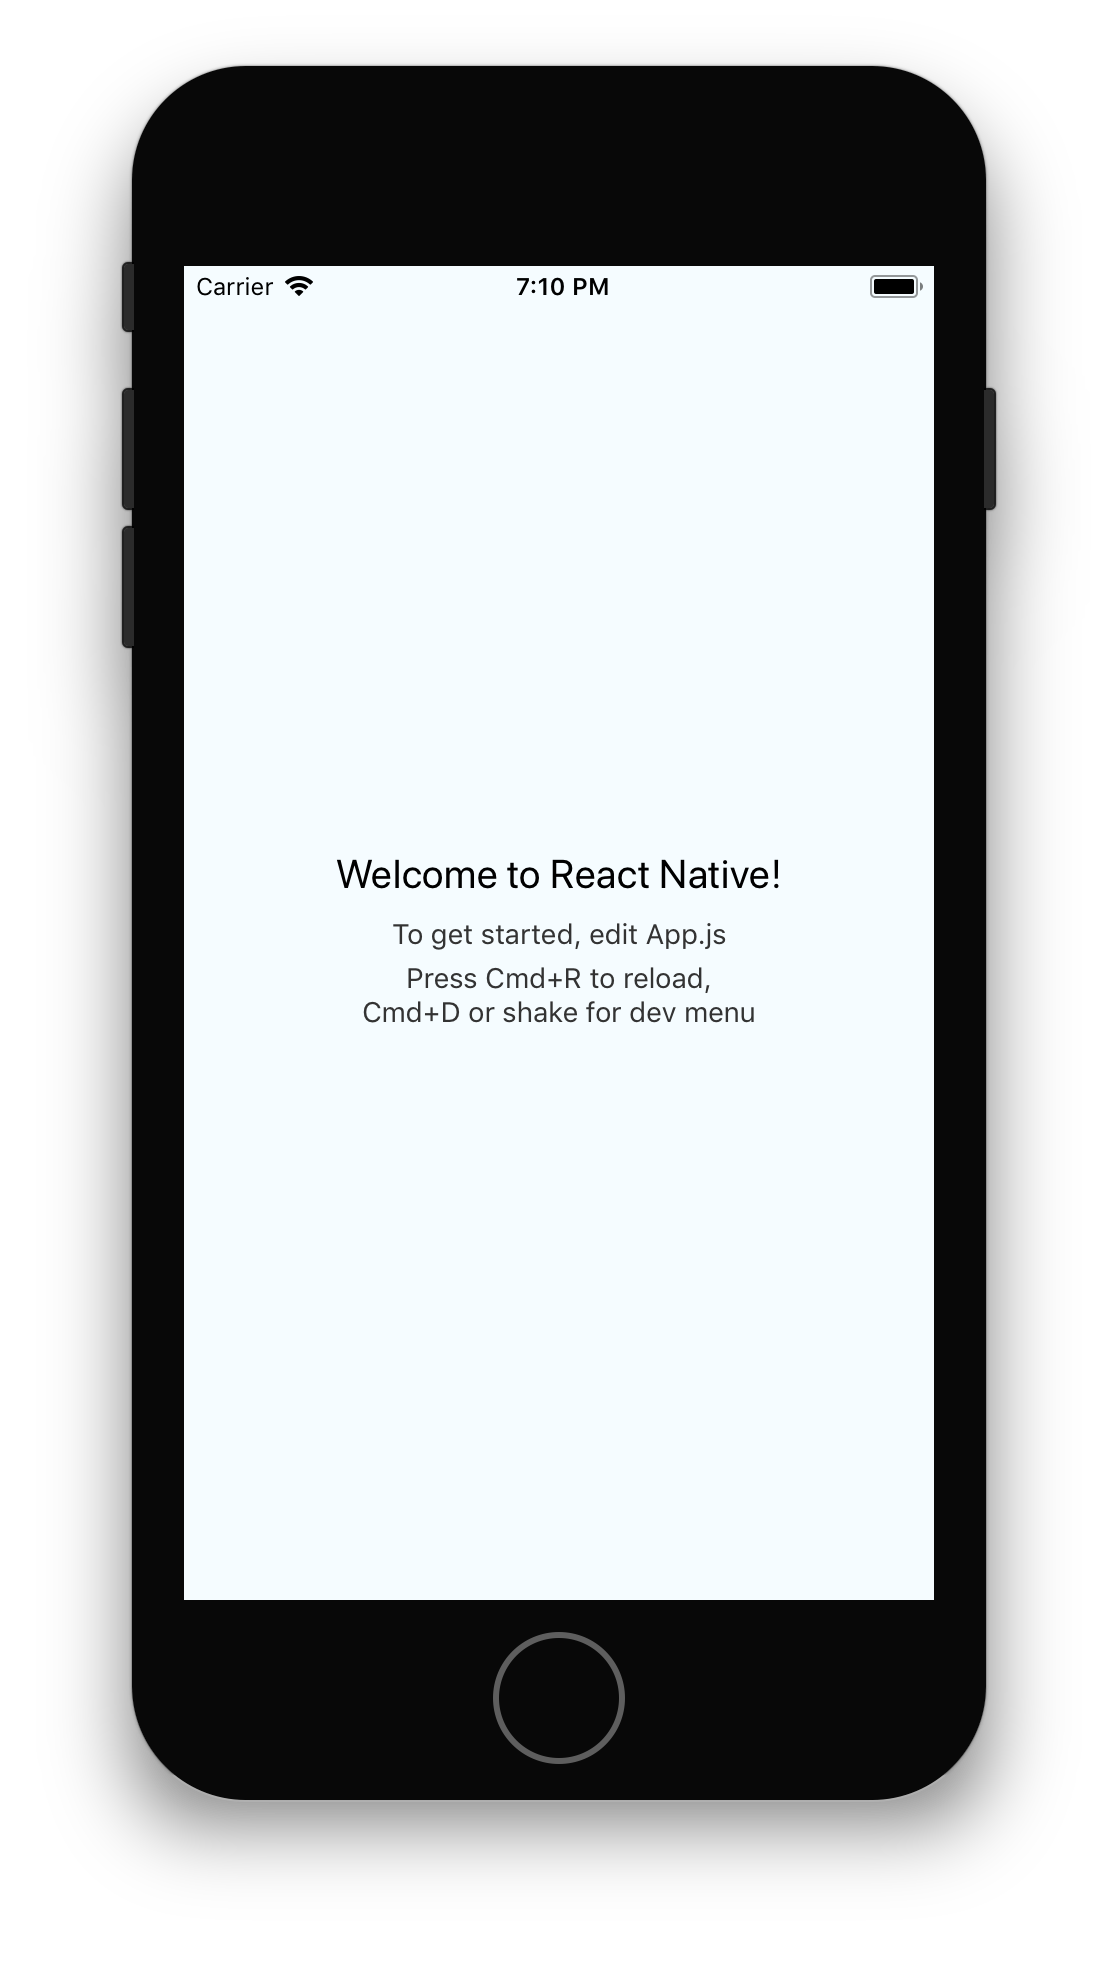 Carrier 7:10 PM
Welcome to React Native!
To get started, edit App.js
Press Cmd+R to reload,
Cmd+D or shake for dev menu